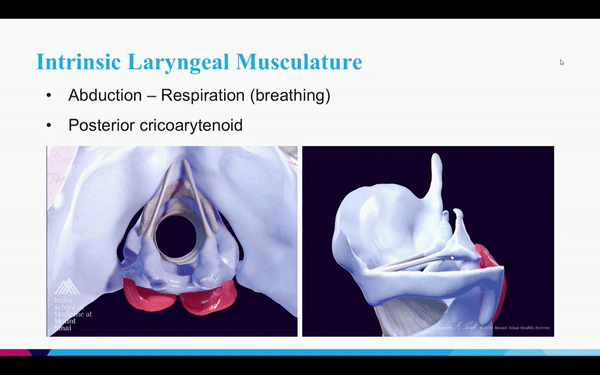 Intrinsic Laryngeal Musculature
• Abduction – Respiration (breathing)
• Posterior cricoarytenoid
Icahn
School of
Medicine at
Mount
Sinai
Mount Sinai Health System